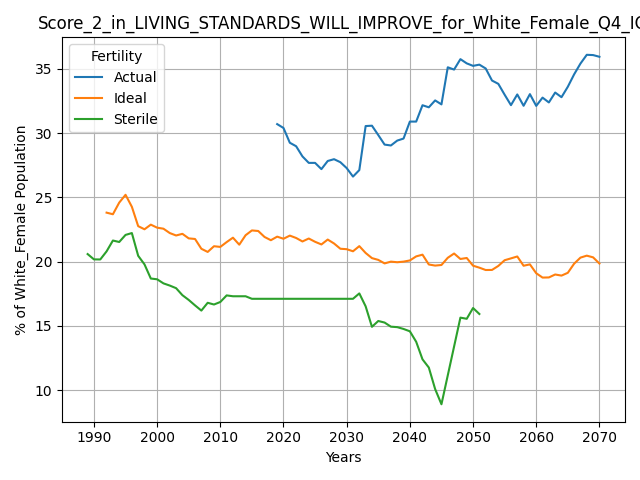 Score_2_in_LIVING_STANDARDS_WILL_IMPROVE_for_White_Female_Q4_IC
Fertility
Actual
Ideal
Sterile
% of White_Female Population
35
30
25
20
15
10
1990 2000 2010 2020 2030 2040 2050 2060 2070
Years